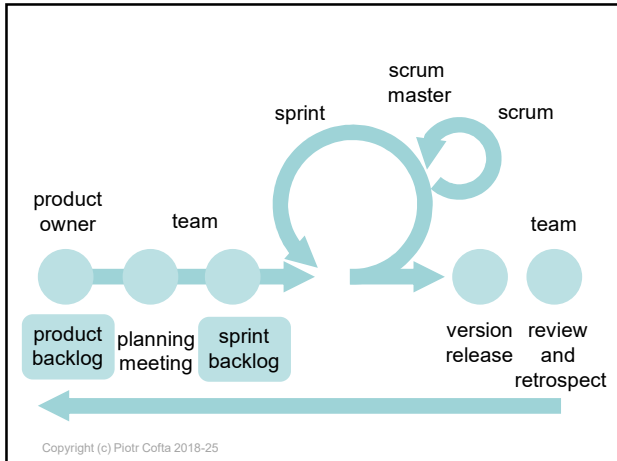 scrum
master
scrum
sprint
product
owner
team
team
product
backlog
planning
meeting
sprint
backlog
version
release
review
and
retrospect
Copyright (c) Piotr Cofta 2018-25